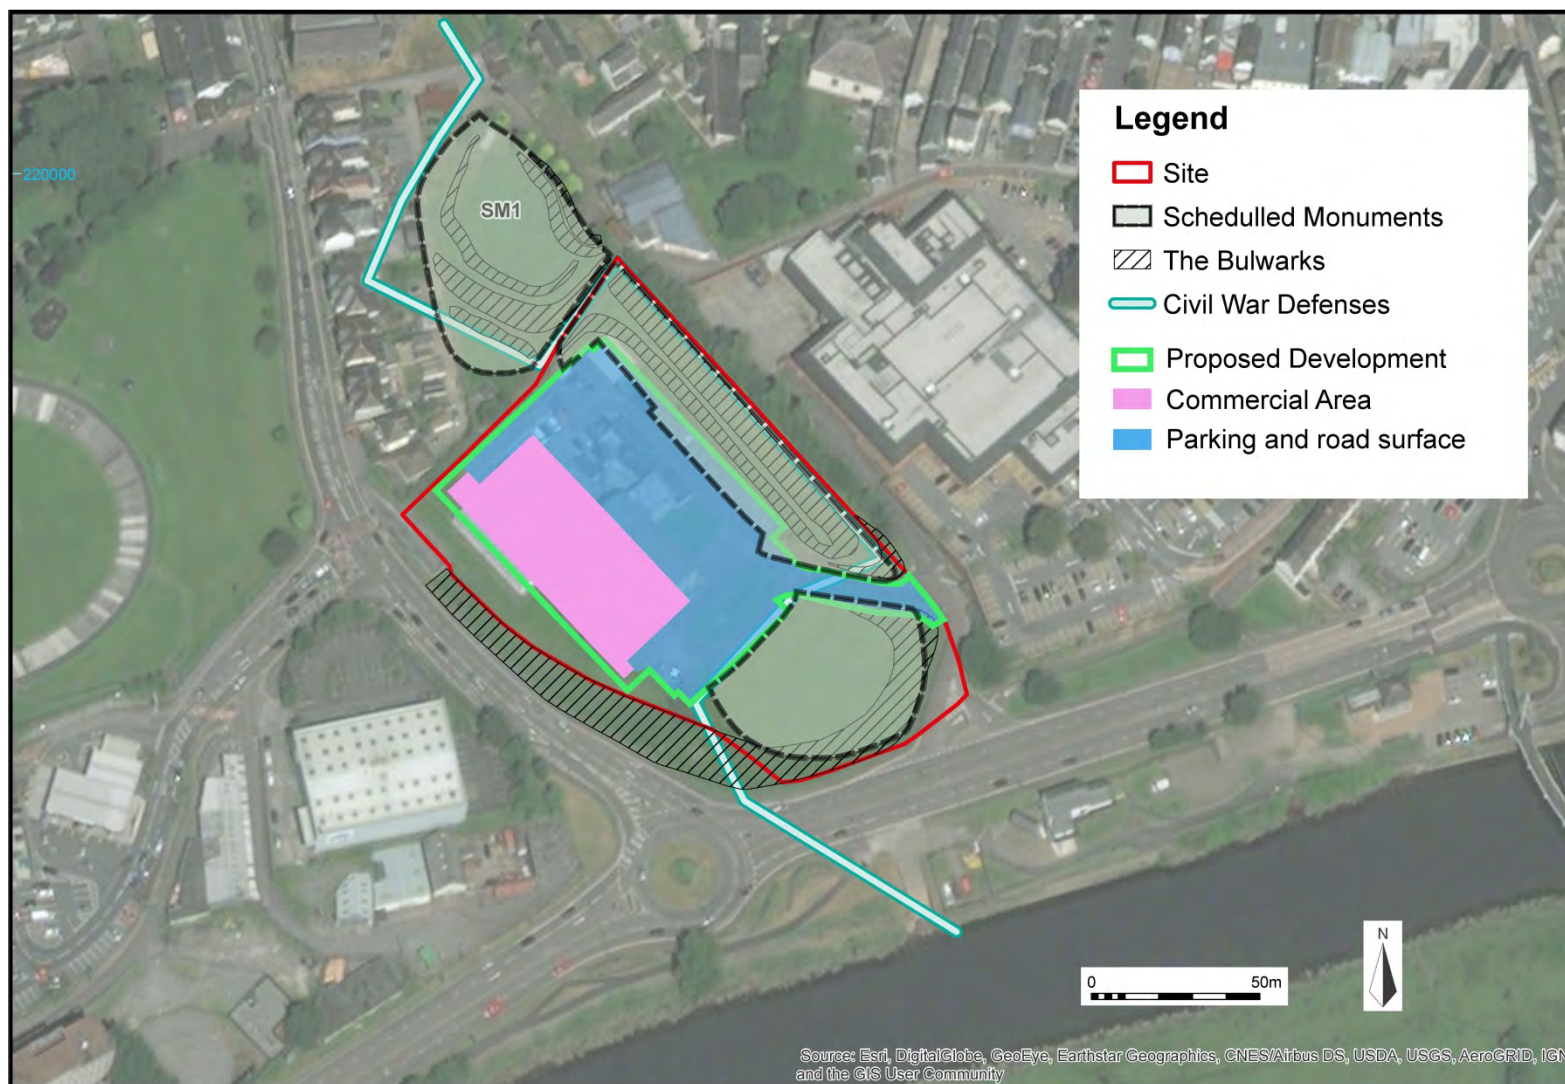 220000
SM1
Legend
Site
Schedulled Monuments
The Bulwarks
Civil War Defenses
Proposed Development
Commercial Area
Parking and road surface
N
0 50m
Source: Esri, DigitalGlobe, GeoEye, Earthstar Geographics, CNES/Airbus DS, USDA, USGS, AeroGRID, IGN
and the GIS User Community